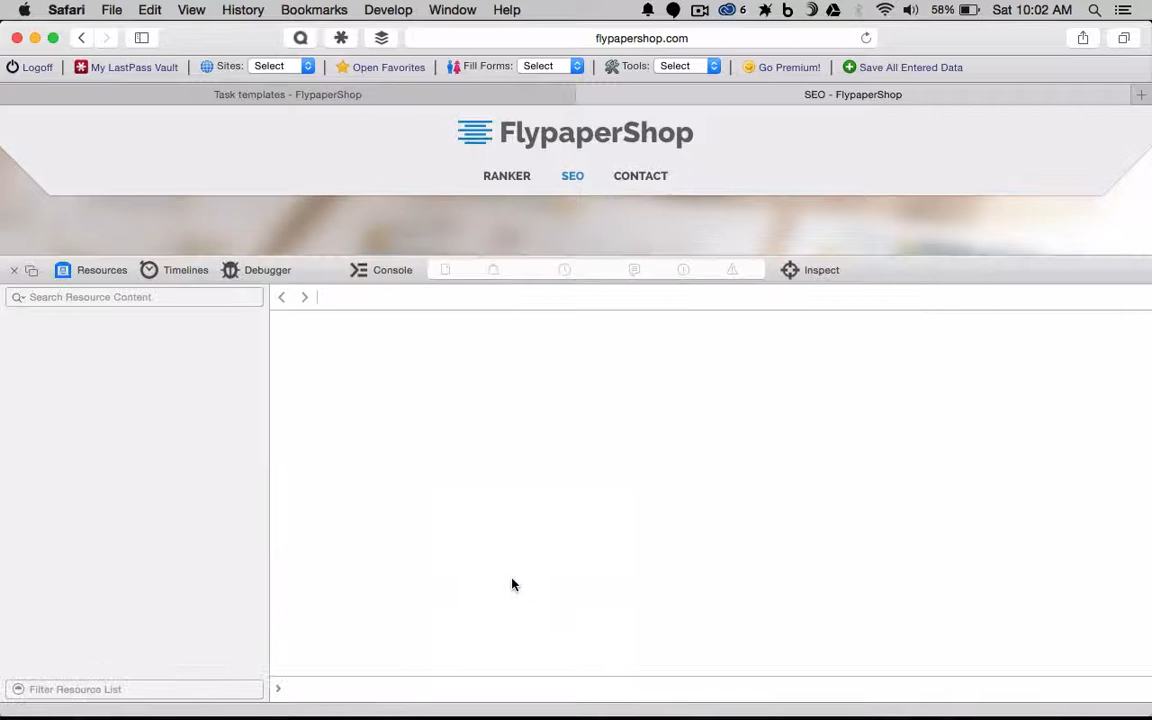 Safari File Edit View History Bookmarks Develop Window Help 6 58% Sat 10:02 AM
flypapershop.com
Logoff My LastPass Vault Sites: Select Open Favorites Fill Forms: Select Tools: Select Go Premium! Save All Entered Data
Task templates - FlypaperShop SEO - FlypaperShop
FlypaperShop
RANKER SEO CONTACT
Resources Timelines Debugger Console Inspect
Search Resource Content
Filter Resource List